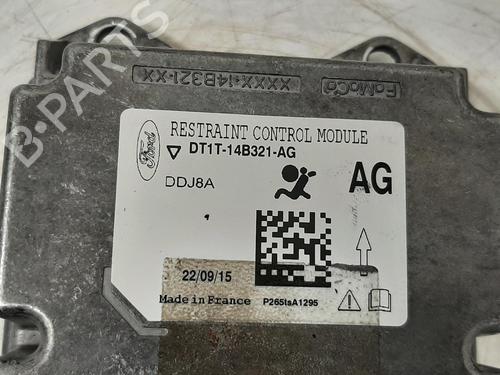 B-PARTS
XXXX-14B321-XX
FoMoCo
Ford
RESTRAINT CONTROL MODULE
DT1T-14B321-AG
DDJ8A
AG
22/09/15
Made in France
P265tsA1295